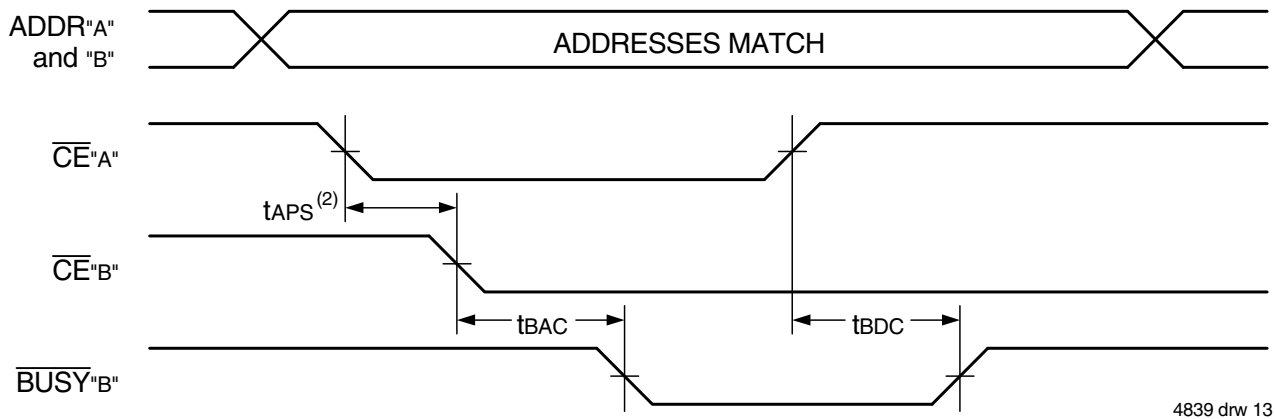 ADDR"A"
and "B"
ADDRESSES MATCH
CE"A"
tAPS(2)
CE"B"
tBAC
tBDC
BUSY"B"
4839 drw 13